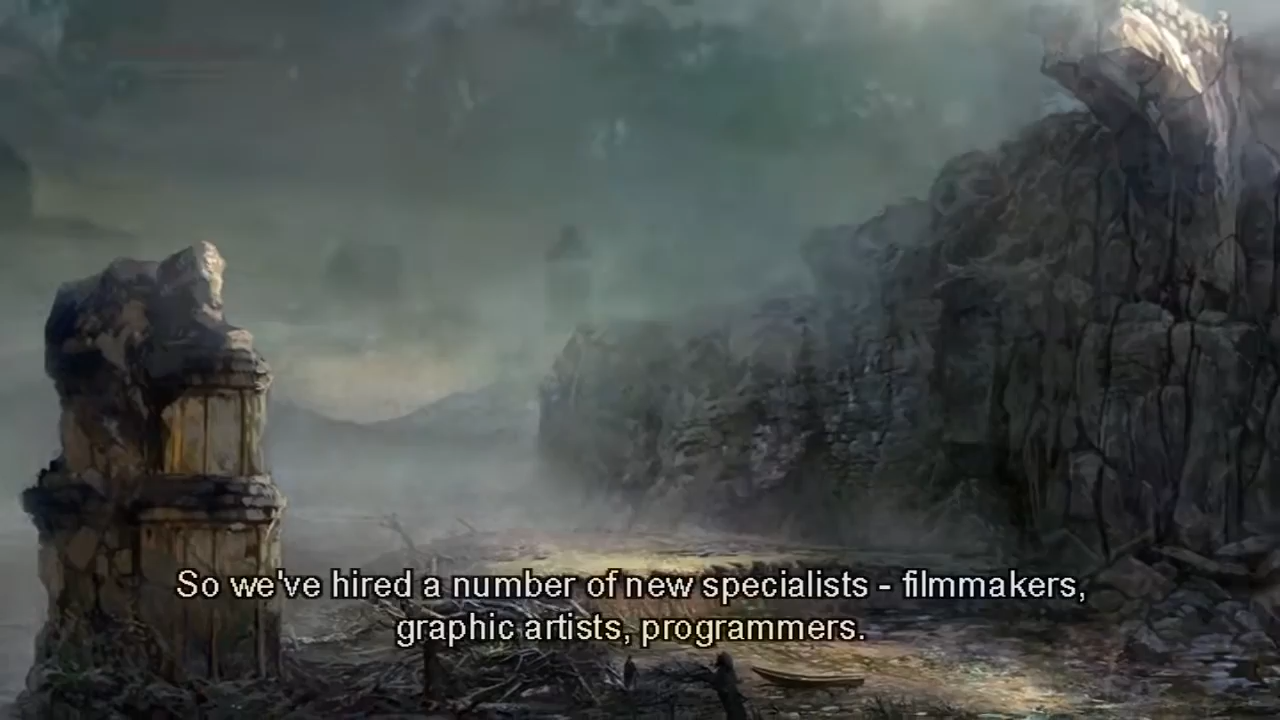 So we've hired a number of new specialists - filmmakers,
graphic artists, programmers.